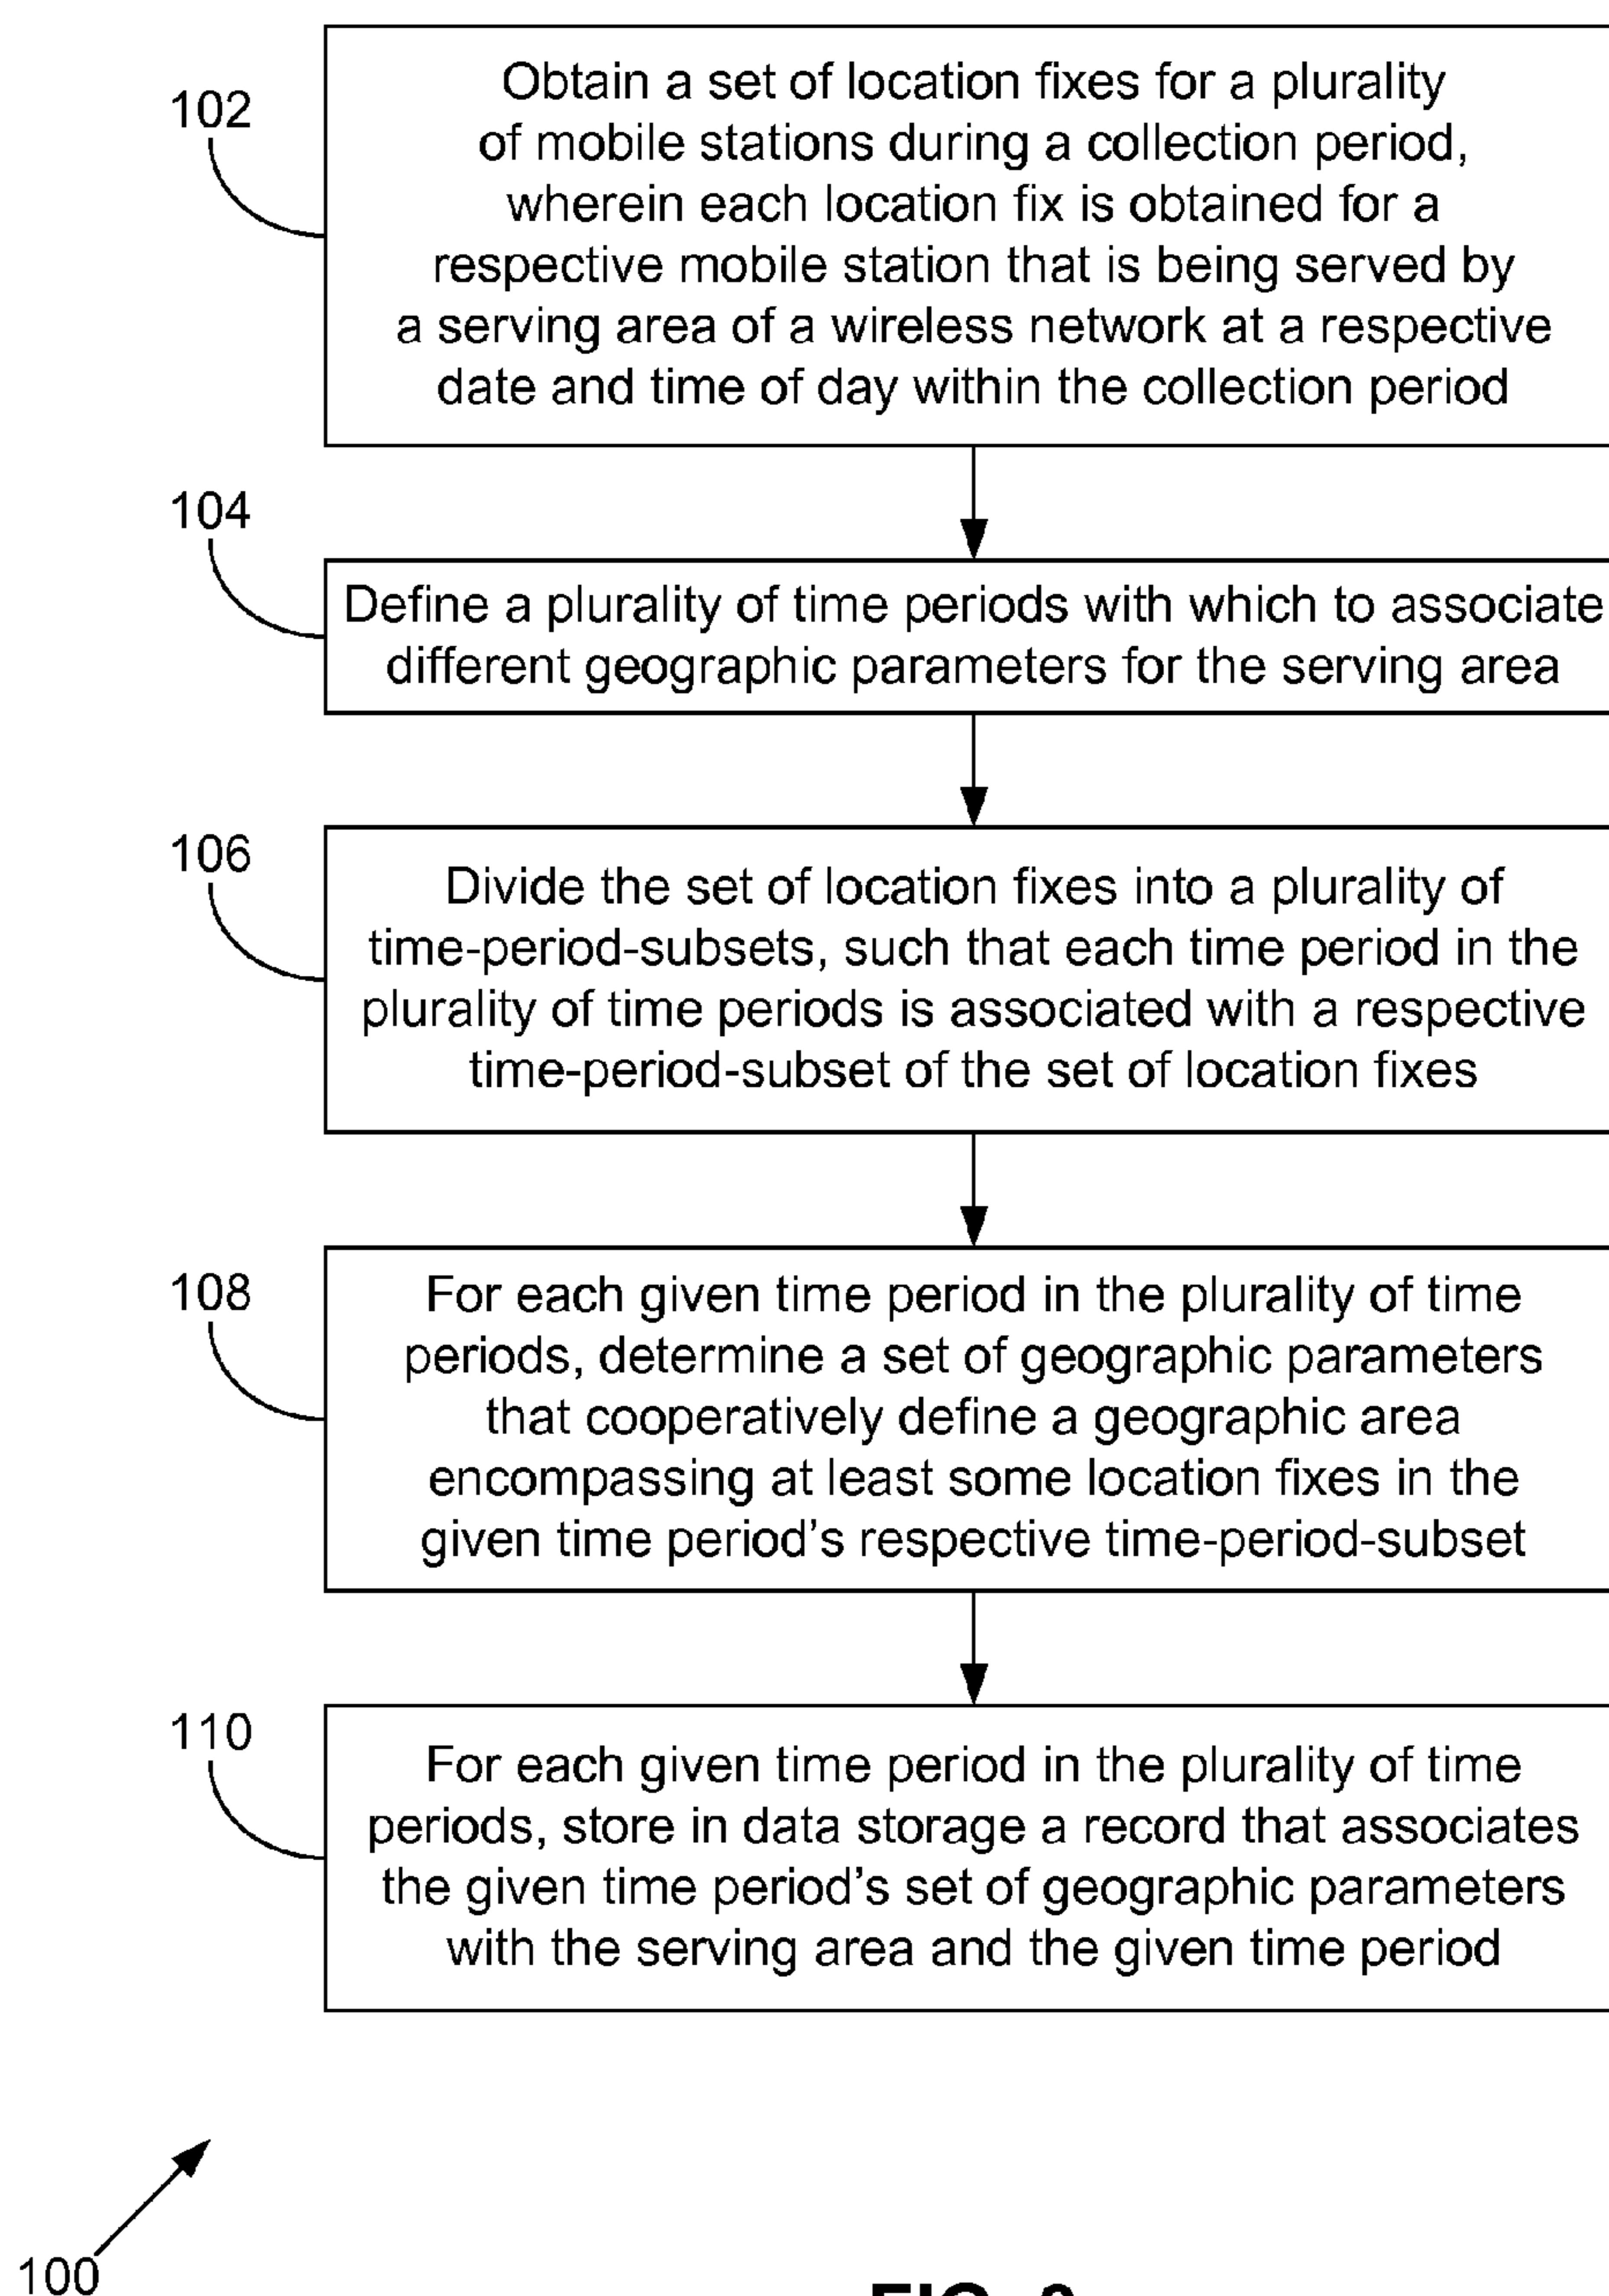 102
Obtain a set of location fixes for a plurality
of mobile stations during a collection period,
wherein each location fix is obtained for a
respective mobile station that is being served by
a serving area of a wireless network at a respective
date and time of day within the collection period
104
Define a plurality of time periods with which to associate
different geographic parameters for the serving area
106
Divide the set of location fixes into a plurality of
time-period-subsets, such that each time period in the
plurality of time periods is associated with a respective
time-period-subset of the set of location fixes
108
For each given time period in the plurality of time
periods, determine a set of geographic parameters
that cooperatively define a geographic area
encompassing at least some location fixes in the
given time period’s respective time-period-subset
110
For each given time period in the plurality of time
periods, store in data storage a record that associates
the given time period’s set of geographic parameters
with the serving area and the given time period
100
FIG.